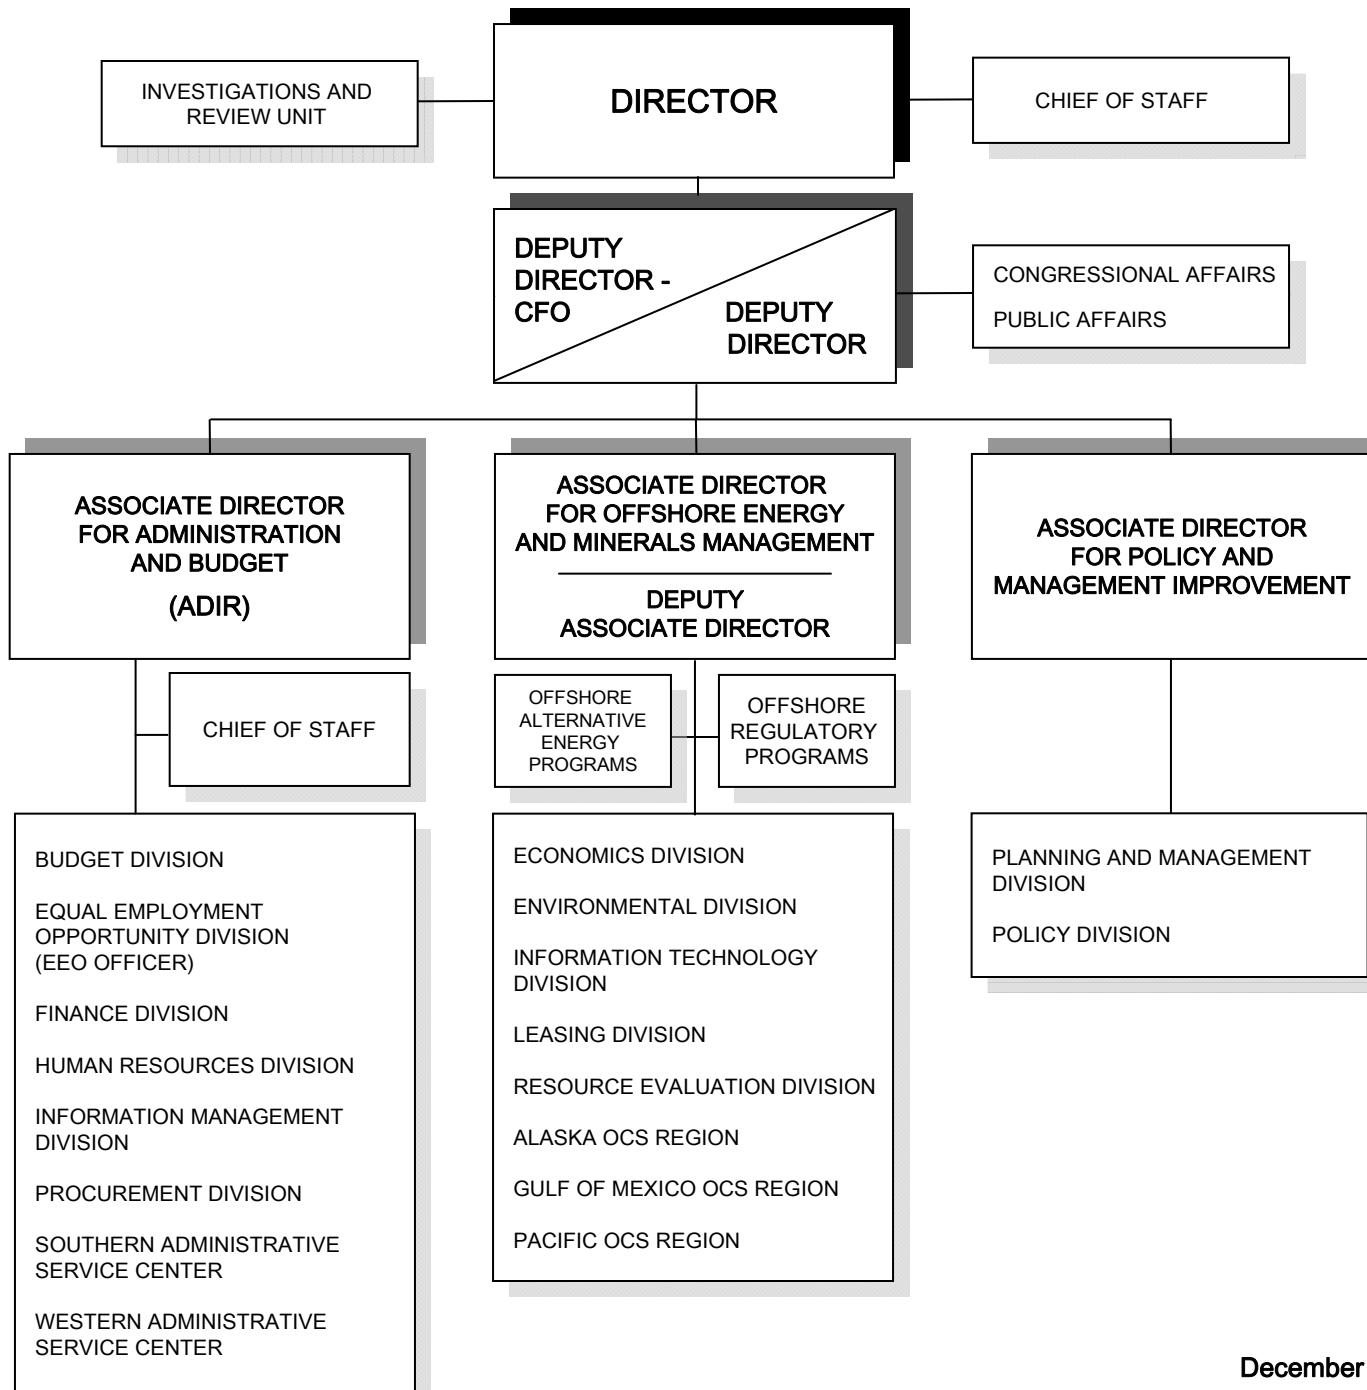 INVESTIGATIONS AND
REVIEW UNIT
DIRECTOR
CHIEF OF STAFF
DEPUTY
DIRECTOR -
CFO
DEPUTY
DIRECTOR
CONGRESSIONAL AFFAIRS
PUBLIC AFFAIRS
ASSOCIATE DIRECTOR
FOR ADMINISTRATION
AND BUDGET
(ADIR)
ASSOCIATE DIRECTOR
FOR OFFSHORE ENERGY
AND MINERALS MANAGEMENT
DEPUTY
ASSOCIATE DIRECTOR
ASSOCIATE DIRECTOR
FOR POLICY AND
MANAGEMENT IMPROVEMENT
CHIEF OF STAFF
OFFSHORE
ALTERNATIVE
ENERGY
PROGRAMS
OFFSHORE
REGULATORY
PROGRAMS
BUDGET DIVISION
EQUAL EMPLOYMENT
OPPORTUNITY DIVISION
(EEO OFFICER)
FINANCE DIVISION
HUMAN RESOURCES DIVISION
INFORMATION MANAGEMENT
DIVISION
PROCUREMENT DIVISION
SOUTHERN ADMINISTRATIVE
SERVICE CENTER
WESTERN ADMINISTRATIVE
SERVICE CENTER
ECONOMICS DIVISION
ENVIRONMENTAL DIVISION
INFORMATION TECHNOLOGY
DIVISION
LEASING DIVISION
RESOURCE EVALUATION DIVISION
ALASKA OCS REGION
GULF OF MEXICO OCS REGION
PACIFIC OCS REGION
PLANNING AND MANAGEMENT
DIVISION
POLICY DIVISION
December